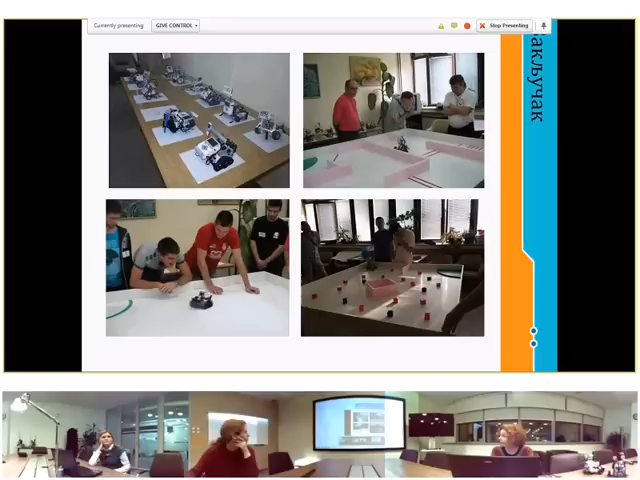 Currently presenting
GIVE CONTROL
Stop Presenting
акључак